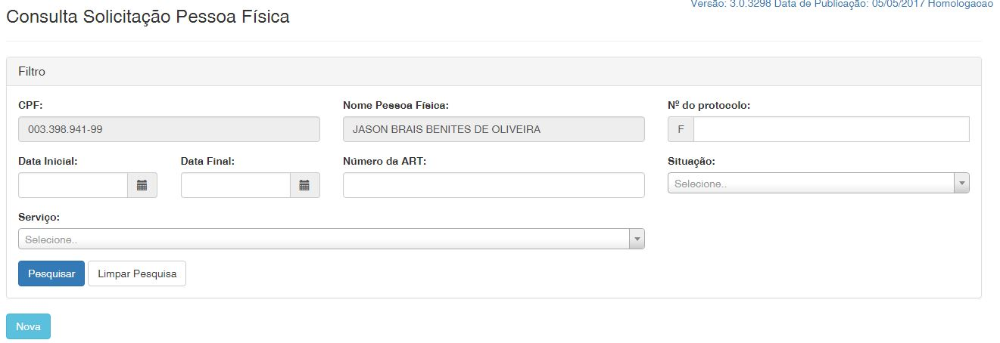 Versão: 3.0.3298 Data de Publicação: 05/05/2017 Homologacao
Consulta Solicitação Pessoa Física
Filtro
CPF: Nome Pessoa Física: Nº do protocolo:
003.398.941-99 JASON BRAIS BENITES DE OLIVEIRA F
Data Inicial: Data Final: Número da ART: Situação:
Selecione..
Serviço:
Selecione..
Pesquisar Limpar Pesquisa
Nova